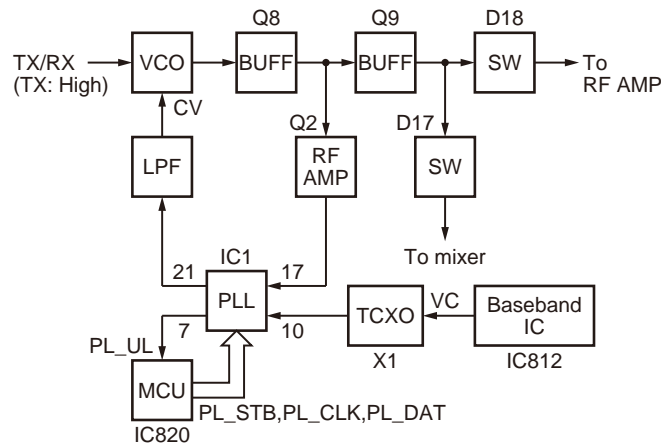 Q8
Q9
D18
TX/RX
(TX: High)
VCO
BUFF
BUFF
SW
To
RF AMP
CV
Q2
D17
LPF
RF
AMP
SW
To mixer
IC1
21
17
PLL
7
10
TCXO
VC
Baseband
IC
X1
IC812
PL_UL
MCU
PL_STB,PL_CLK,PL_DAT
IC820